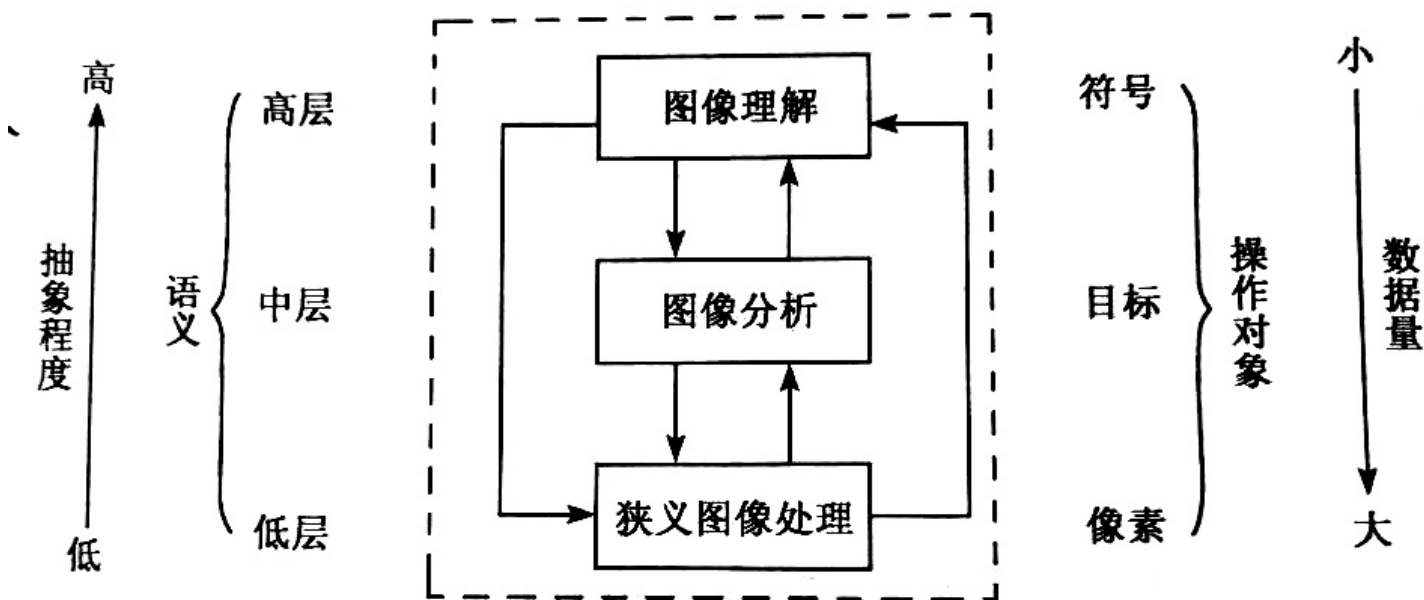 高
低
抽象程度
语义
高层
中层
低层
图像理解
图像分析
狭义图像处理
符号
目标
像素
操作对象
小
大
数据量